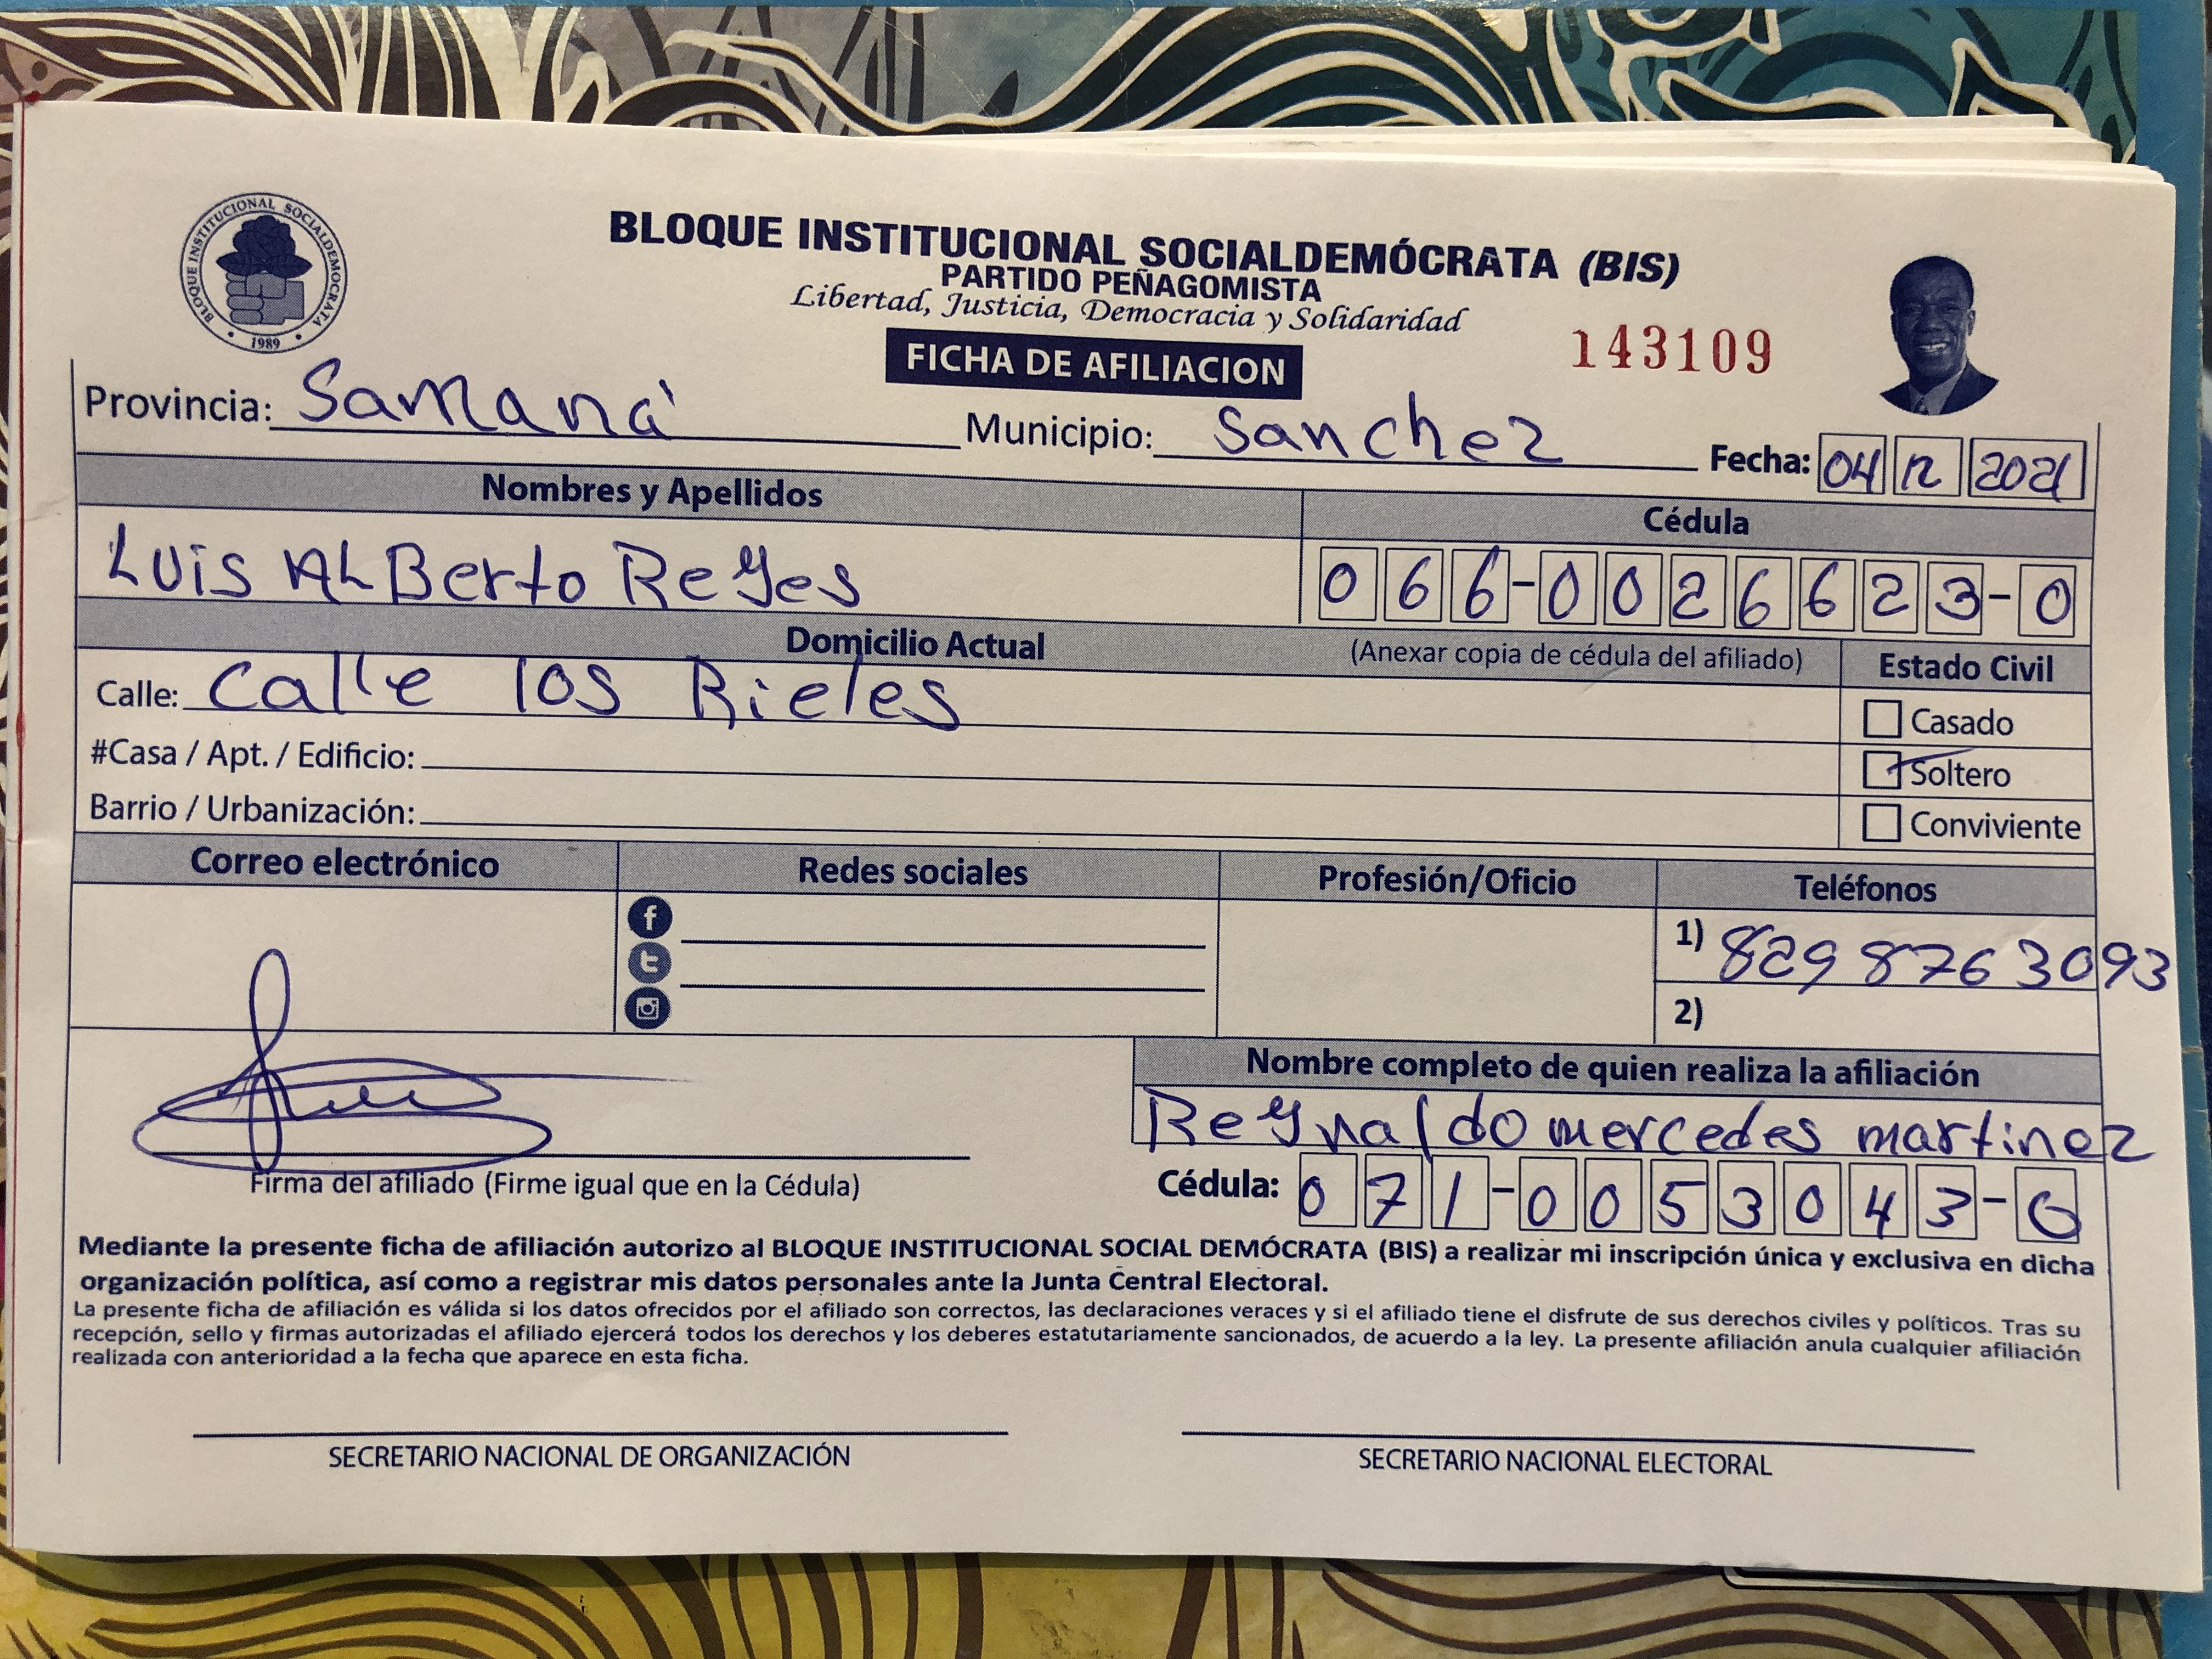 BLOQUE INSTITUCIONAL SOCIALDEMOCRATA
1989
BLOQUE INSTITUCIONAL SOCIALDEMÓCRATA (BIS)
PARTIDO PEÑAGOMISTA
Libertad, Justicia, Democracia y Solidaridad
FICHA DE AFILIACION
143109
Provincia: Samaná Municipio: Sanchez Fecha: 04 12 2021
Nombres y Apellidos Cédula
Luis ALBerto Reyes 066-0026623-0
Domicilio Actual (Anexar copia de cédula del afiliado) Estado Civil
Calle: Calle los Rieles
Casado
#Casa / Apt. / Edificio:
Soltero
Barrio / Urbanización:
Conviviente
Correo electrónico Redes sociales Profesión/Oficio Teléfonos
1) 829 876 3093
2)
Nombre completo de quien realiza la afiliación
Reynaldo mercedes martinez
Firma del afiliado (Firme igual que en la Cédula) Cédula: 071-0053043-0
Mediante la presente ficha de afiliación autorizo al BLOQUE INSTITUCIONAL SOCIAL DEMÓCRATA (BIS) a realizar mi inscripción única y exclusiva en dicha
organización política, así como a registrar mis datos personales ante la Junta Central Electoral.
La presente ficha de afiliación es válida si los datos ofrecidos por el afiliado son correctos, las declaraciones veraces y si el afiliado tiene el disfrute de sus derechos civiles y políticos. Tras su
recepción, sello y firmas autorizadas el afiliado ejercerá todos los derechos y los deberes estatutariamente sancionados, de acuerdo a la ley. La presente afiliación anula cualquier afiliación
realizada con anterioridad a la fecha que aparece en esta ficha.
SECRETARIO NACIONAL DE ORGANIZACIÓN SECRETARIO NACIONAL ELECTORAL